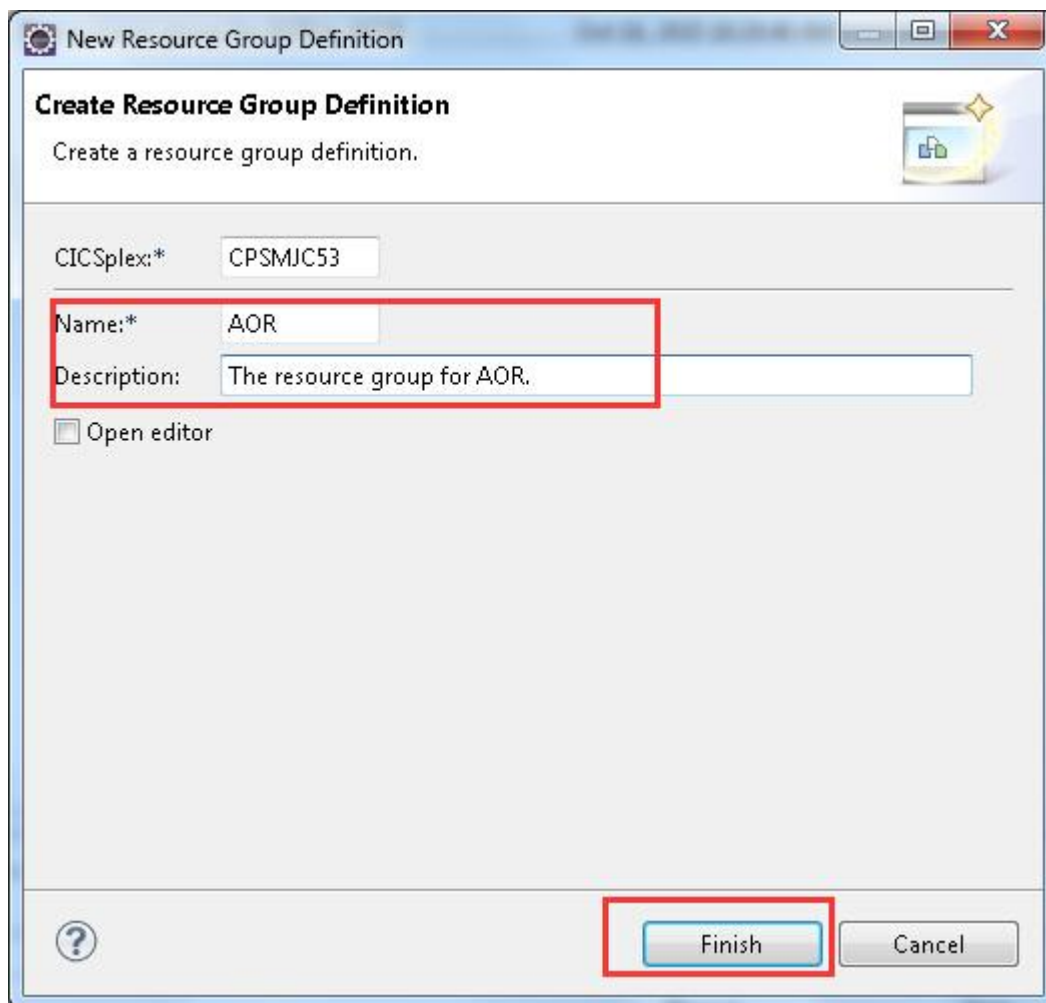 New Resource Group Definition
Create Resource Group Definition
Create a resource group definition.
CICSplex:* CPSMJC53
Name:* AOR
Description: The resource group for AOR.
Open editor
Finish Cancel